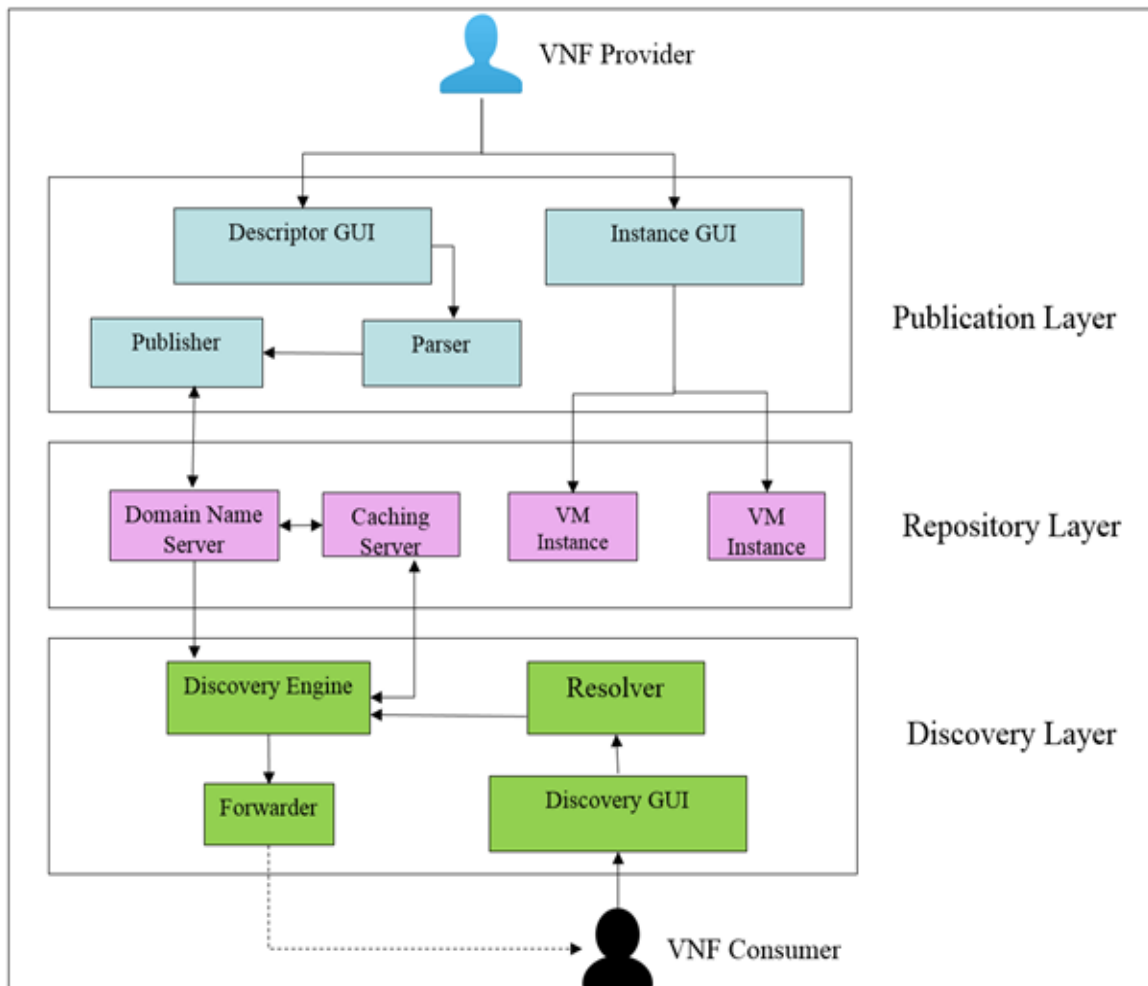 VNF Provider
Descriptor GUI
Instance GUI
Publisher
Parser
Publication Layer
Domain Name
Server
Caching
Server
VM
Instance
VM
Instance
Repository Layer
Discovery Engine
Resolver
Discovery Layer
Forwarder
Discovery GUI
VNF Consumer